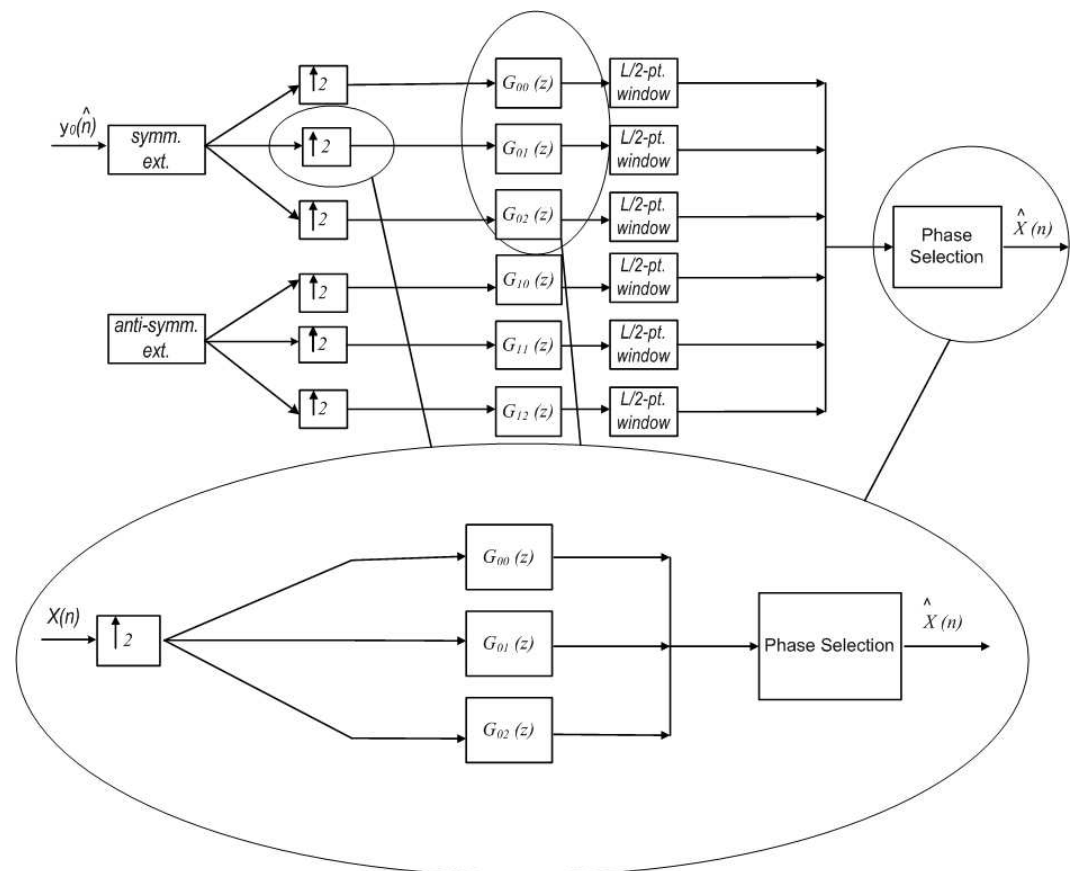 ↑2
G00 (z)
L/2-pt.
window
y0(n̂)
symm.
ext.
↑2
G01 (z)
L/2-pt.
window
↑2
G02 (z)
L/2-pt.
window
Phase
Selection
X̂ (n)
↑2
G10 (z)
L/2-pt.
window
anti-symm.
ext.
↑2
G11 (z)
L/2-pt.
window
↑2
G12 (z)
L/2-pt.
window
G00 (z)
X(n)
↑2
G01 (z)
Phase Selection
X̂ (n)
G02 (z)